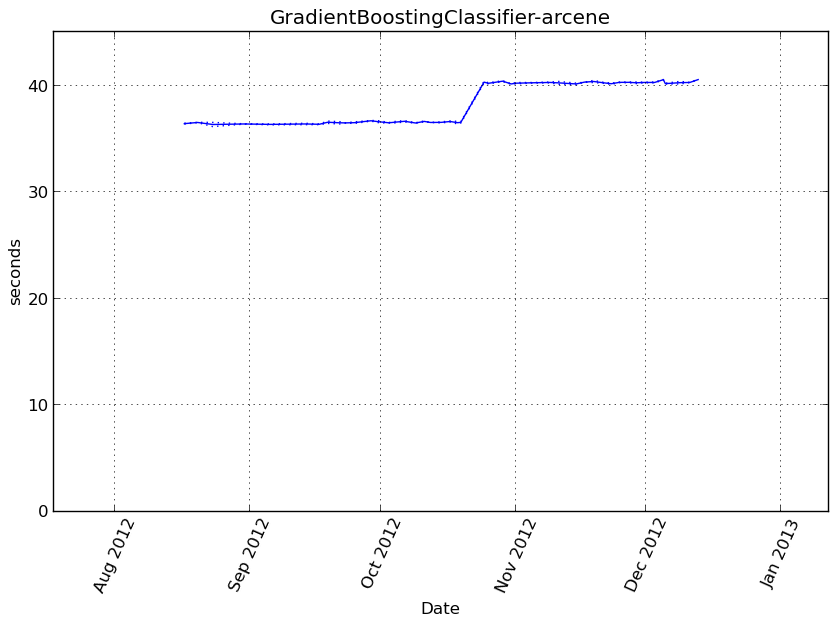 GradientBoostingClassifier-arcene
40
30
20
10
0
seconds
Aug 2012
Sep 2012
Oct 2012
Nov 2012
Dec 2012
Jan 2013
Date